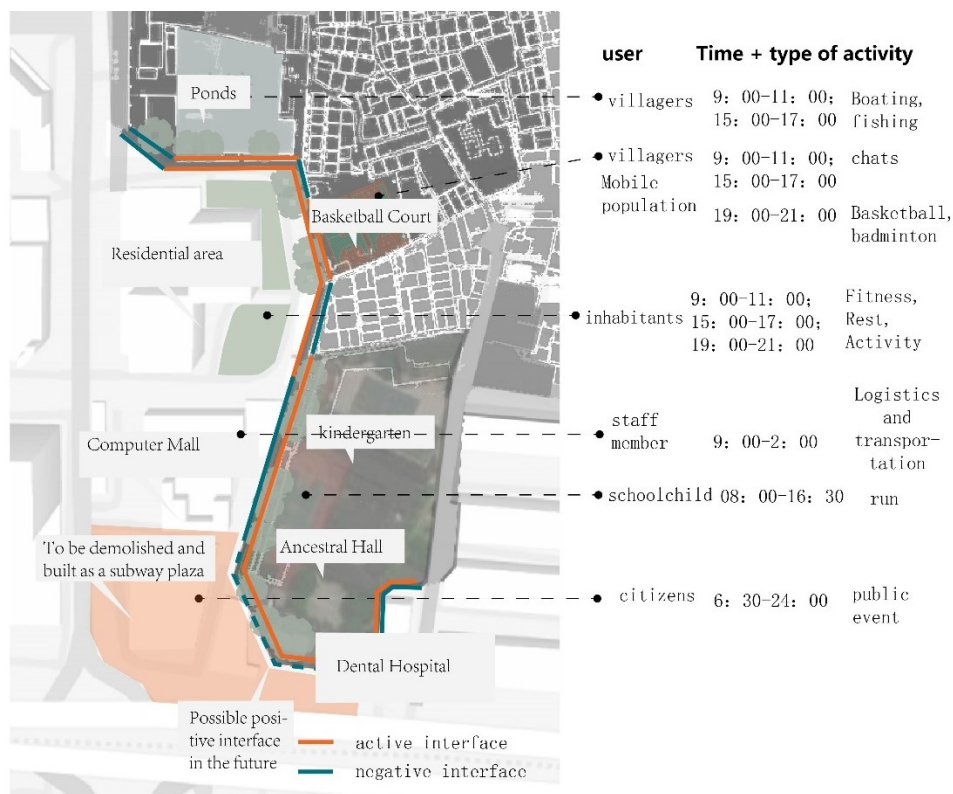 user Time + type of activity
Ponds
villagers 9：00-11：00； Boating,
15：00-17：00 fishing
villagers 9：00-11：00； chats
Mobile 15：00-17：00
population
19：00-21：00 Basketball,
badminton
Basketball Court
Residential area
inhabitants 9：00-11：00； Fitness,
15：00-17：00； Rest,
19：00-21：00 Activity
Computer Mall
kindergarten
staff
member 9：00-2：00
Logistics
and
transpor-
tation
schoolchild 08：00-16：30 run
To be demolished and
built as a subway plaza
Ancestral Hall
citizens 6：30-24：00 public
event
Dental Hospital
Possible posi-
tive interface
in the future
active interface
negative interface